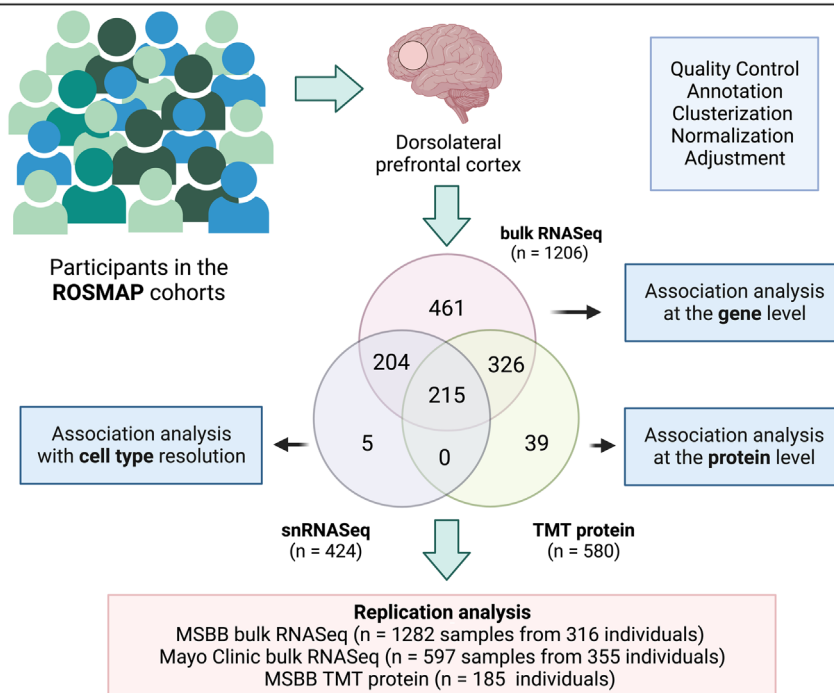 Quality Control
Annotation
Clusterization
Normalization
Adjustment
Dorsolateral
prefrontal cortex
Participants in the
ROSMAP cohorts
bulk RNASeq
(n = 1206)
461
Association analysis
at the gene level
204
326
215
Association analysis
with cell type resolution
5
0
39
Association analysis
at the protein level
snRNASeq
(n = 424)
TMT protein
(n = 580)
Replication analysis
MSBB bulk RNASeq (n = 1282 samples from 316 individuals)
Mayo Clinic bulk RNASeq (n = 597 samples from 355 individuals)
MSBB TMT protein (n = 185 individuals)